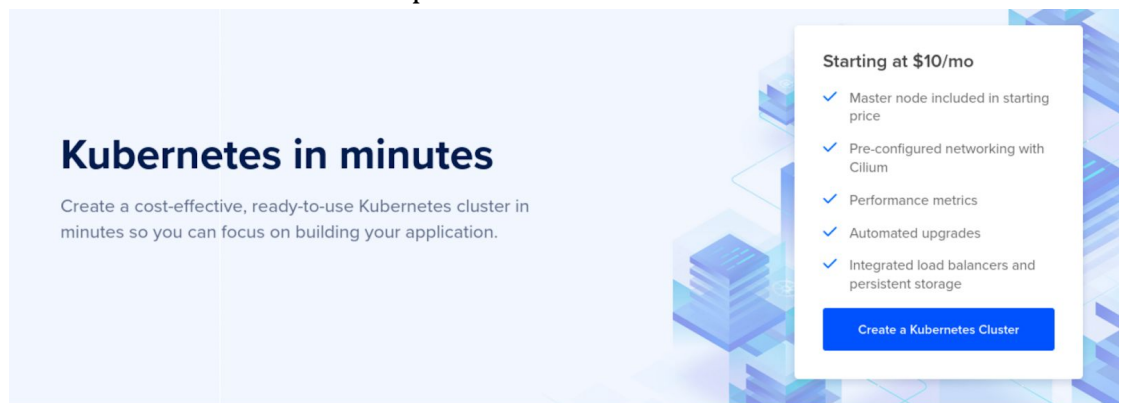 Kubernetes in minutes
Create a cost-effective, ready-to-use Kubernetes cluster in
minutes so you can focus on building your application.
Starting at $10/mo
Master node included in starting
price
Pre-configured networking with
Cilium
Performance metrics
Automated upgrades
Integrated load balancers and
persistent storage
Create a Kubernetes Cluster